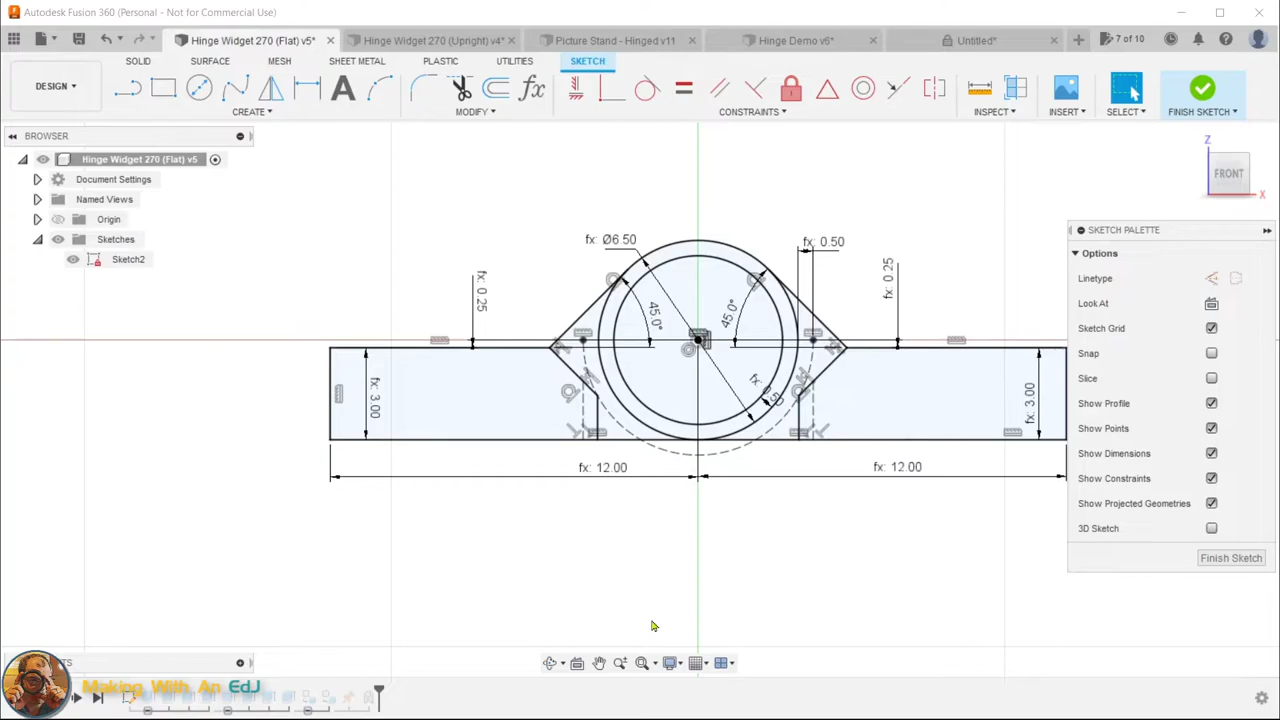 Autodesk Fusion 360 (Personal - Not for Commercial Use)
Hinge Widget 270 (Flat) v5*
Hinge Widget 270 (Upright) v4*
Picture Stand - Hinged v11
Hinge Demo v6*
Untitled*
7 of 10
SOLID
SURFACE
MESH
SHEET METAL
PLASTIC
UTILITIES
SKETCH
DESIGN
CREATE
MODIFY
CONSTRAINTS
INSPECT
INSERT
SELECT
FINISH SKETCH
BROWSER
Hinge Widget 270 (Flat) v5
Document Settings
Named Views
Origin
Sketches
Sketch2
Z
FRONT
X
SKETCH PALETTE
Options
Linetype
Look At
Sketch Grid
Snap
Slice
Show Profile
Show Points
Show Dimensions
Show Constraints
Show Projected Geometries
3D Sketch
Finish Sketch
fx: Ø6.50
fx: 0.50
fx: 0.25
fx: 0.25
45.0°
45.0°
fx: 0.50
fx: 3.00
fx: 3.00
fx: 12.00
fx: 12.00
Making With An EdJ